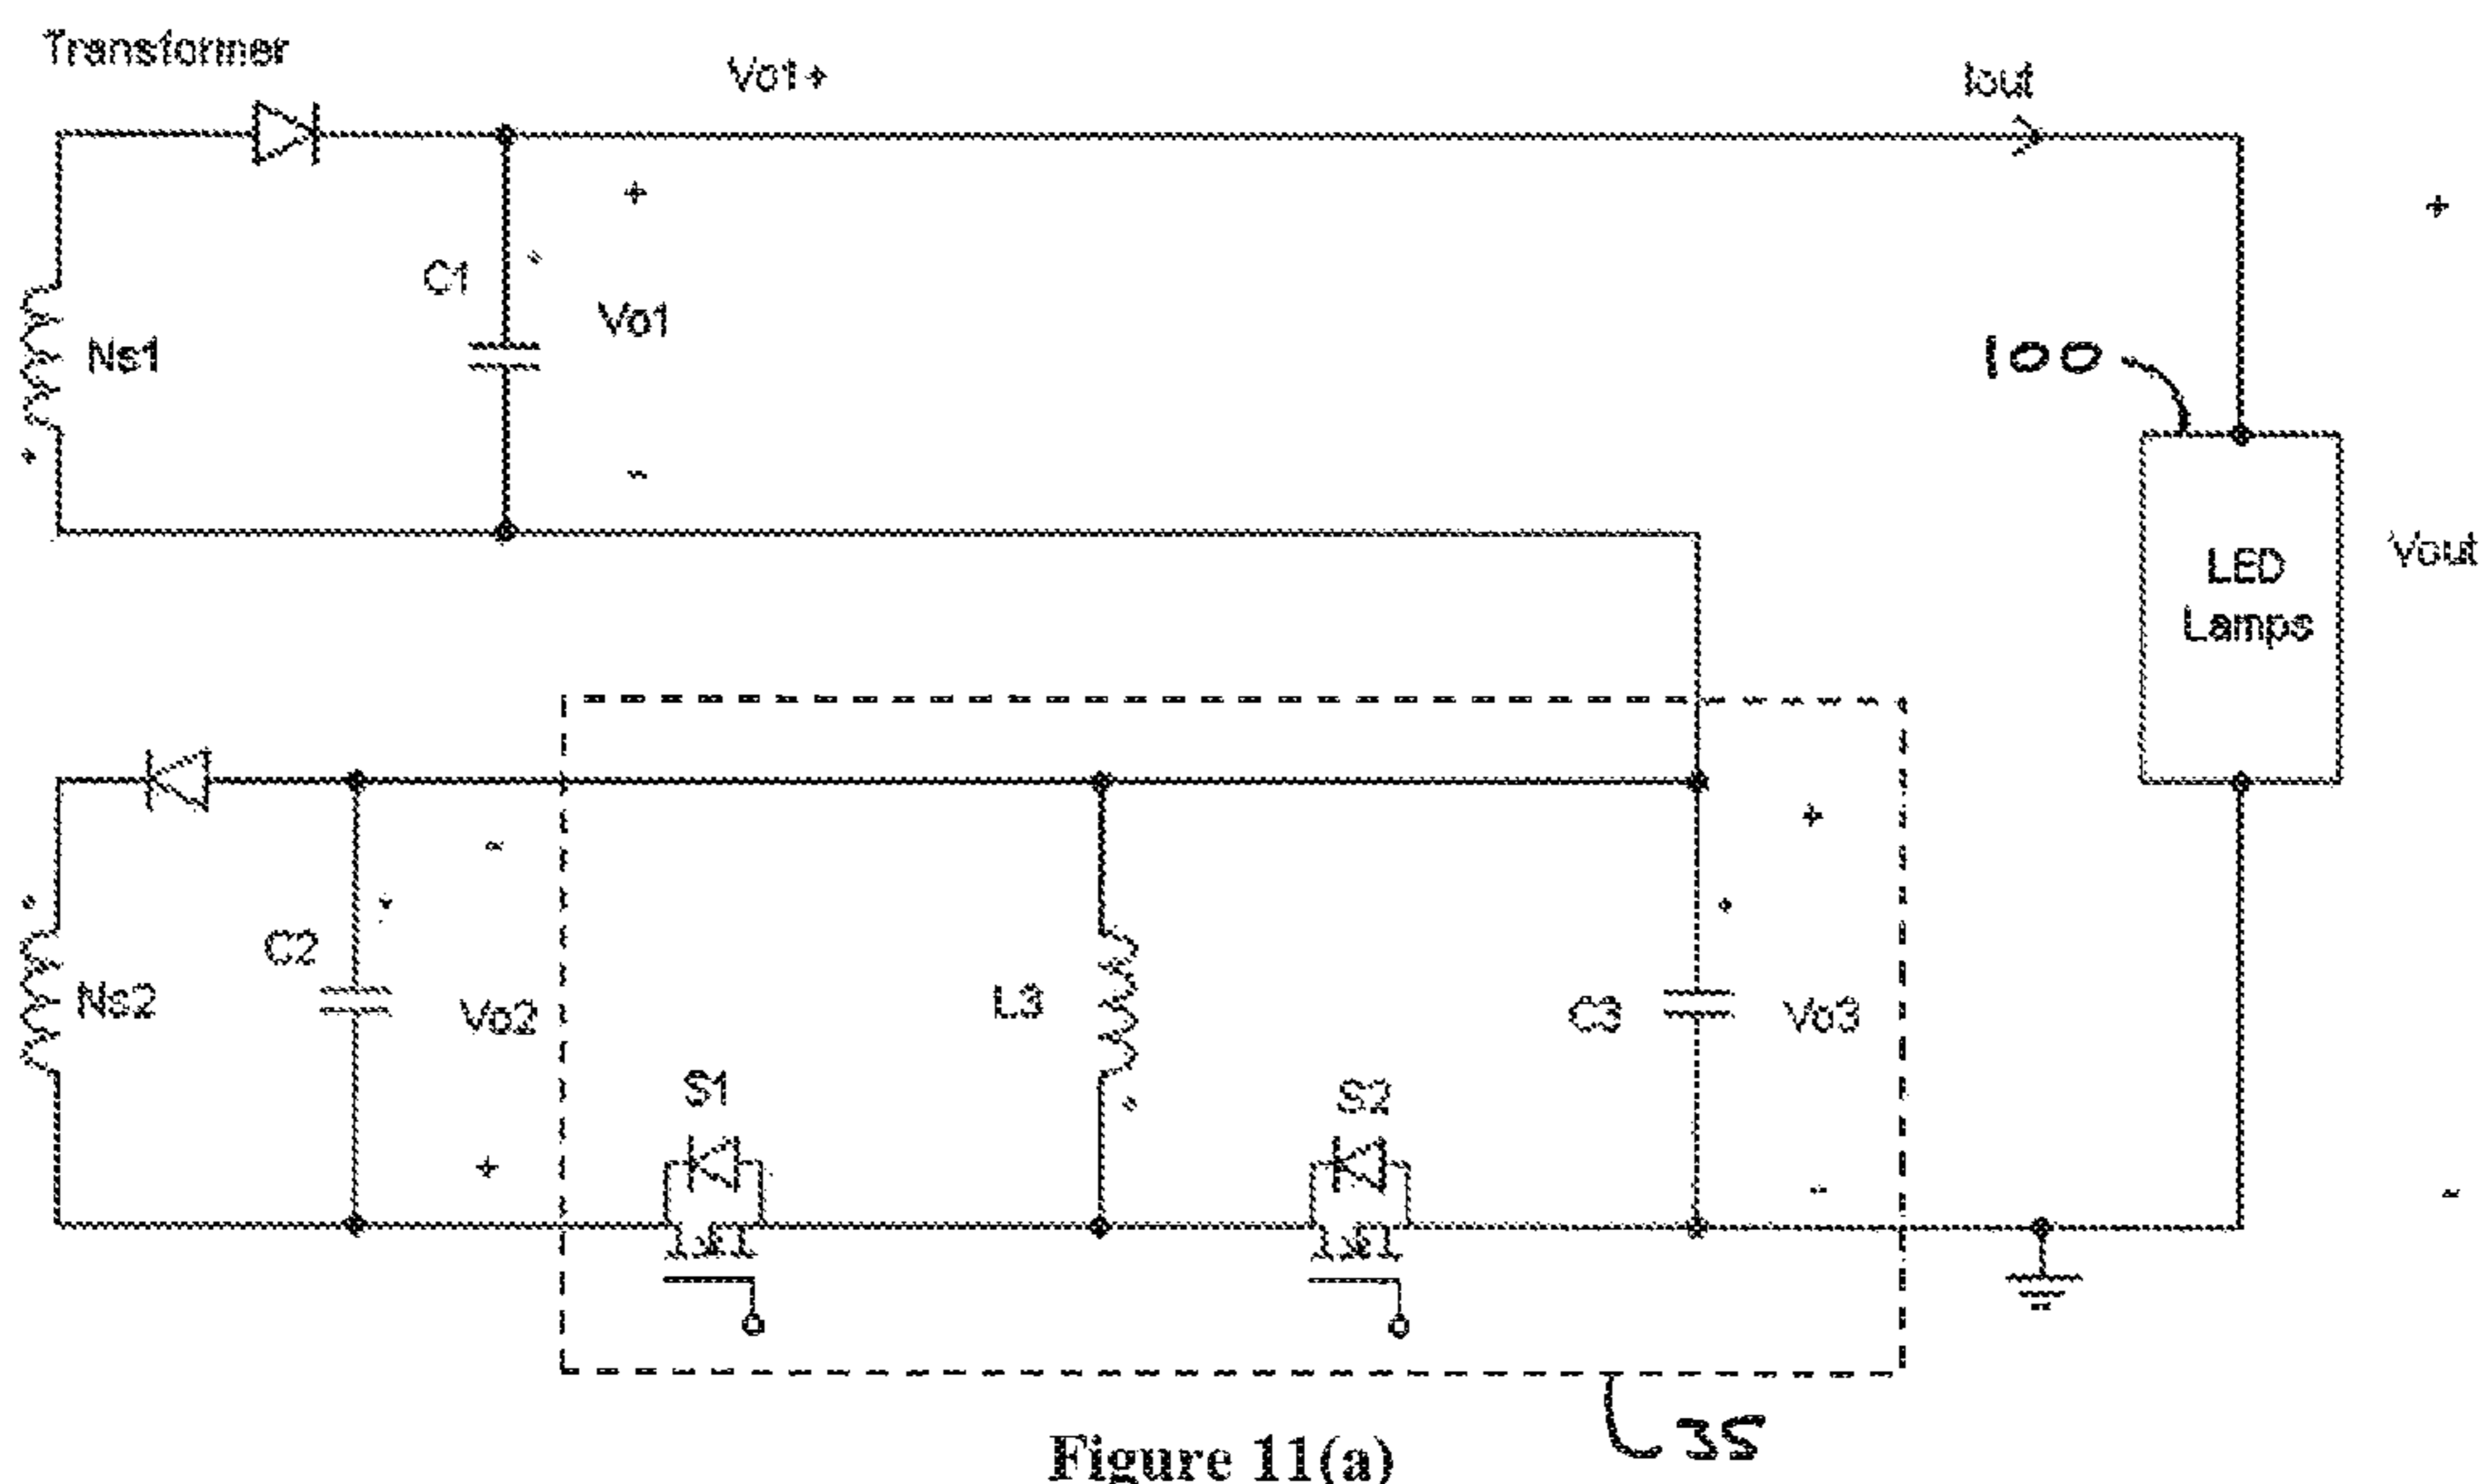 Transformer
Vo1+
Iout
+
+
C1
Vo1
Ns1
100
-
LED
Lamps
Vout
+
-
C2
Ns2
Vo2
L3
C3
Vo3
S1
S2
+
-
-
Figure 11(a)
35